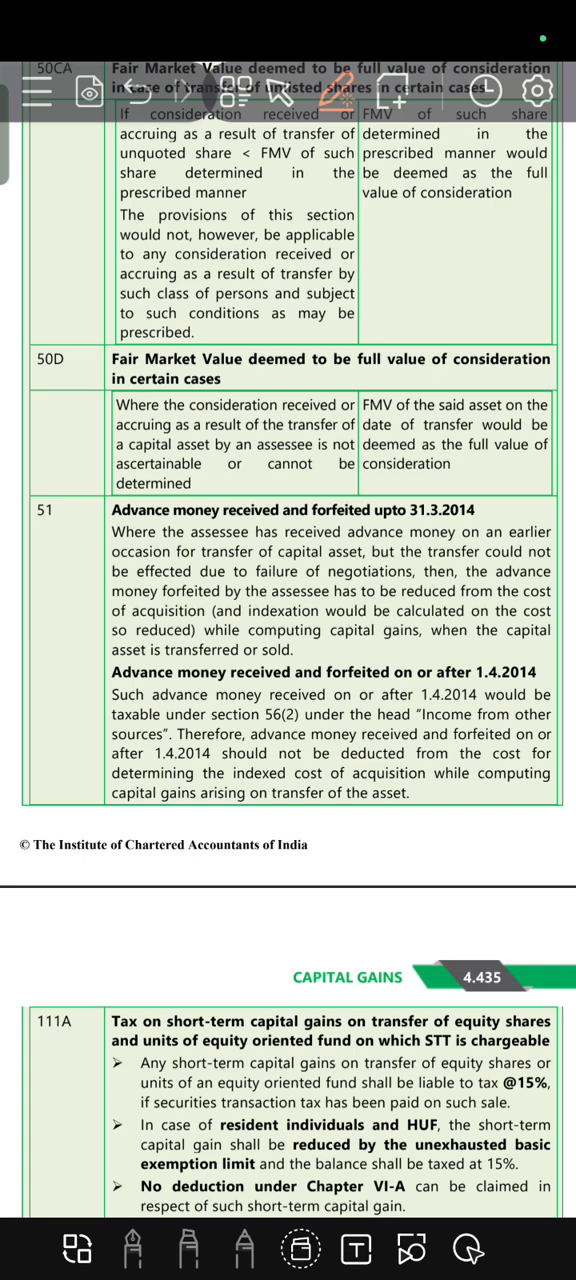 50CA Fair Market Value deemed to be full value of consideration
in case of transfer of unlisted shares in certain cases
If consideration received or
accruing as a result of transfer of
unquoted share < FMV of such
share determined in the
prescribed manner
The provisions of this section
would not, however, be applicable
to any consideration received or
accruing as a result of transfer by
such class of persons and subject
to such conditions as may be
prescribed.
FMV of such share
determined in the
prescribed manner would
be deemed as the full
value of consideration
50D Fair Market Value deemed to be full value of consideration
in certain cases
Where the consideration received or
accruing as a result of the transfer of
a capital asset by an assessee is not
ascertainable or cannot be
determined
FMV of the said asset on the
date of transfer would be
deemed as the full value of
consideration
51 Advance money received and forfeited upto 31.3.2014
Where the assessee has received advance money on an earlier
occasion for transfer of capital asset, but the transfer could not
be effected due to failure of negotiations, then, the advance
money forfeited by the assessee has to be reduced from the cost
of acquisition (and indexation would be calculated on the cost
so reduced) while computing capital gains, when the capital
asset is transferred or sold.
Advance money received and forfeited on or after 1.4.2014
Such advance money received on or after 1.4.2014 would be
taxable under section 56(2) under the head “Income from other
sources”. Therefore, advance money received and forfeited on or
after 1.4.2014 should not be deducted from the cost for
determining the indexed cost of acquisition while computing
capital gains arising on transfer of the asset.
© The Institute of Chartered Accountants of India
CAPITAL GAINS 4.435
111A Tax on short-term capital gains on transfer of equity shares
and units of equity oriented fund on which STT is chargeable
➢ Any short-term capital gains on transfer of equity shares or
units of an equity oriented fund shall be liable to tax @15%,
if securities transaction tax has been paid on such sale.
➢ In case of resident individuals and HUF, the short-term
capital gain shall be reduced by the unexhausted basic
exemption limit and the balance shall be taxed at 15%.
➢ No deduction under Chapter VI-A can be claimed in
respect of such short-term capital gain.
T